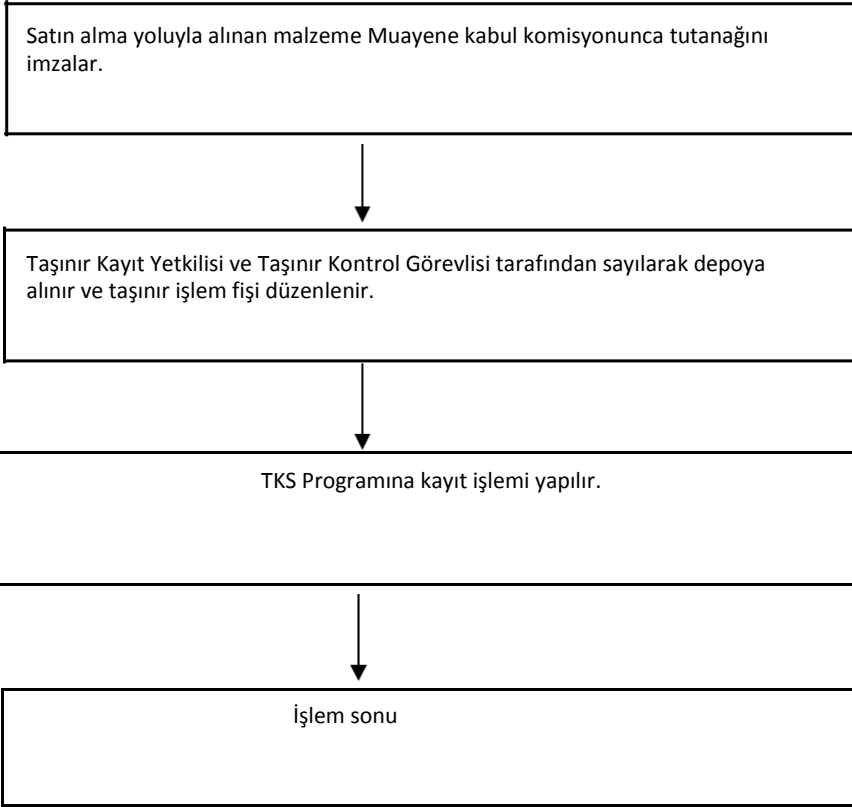 Satın alma yoluyla alınan malzeme Muayene kabul komisyonunca tutanağını
imzalar.
Taşınır Kayıt Yetkilisi ve Taşınır Kontrol Görevlisi tarafından sayılarak depoya
alınır ve taşınır işlem fişi düzenlenir.
TKS Programına kayıt işlemi yapılır.
İşlem sonu